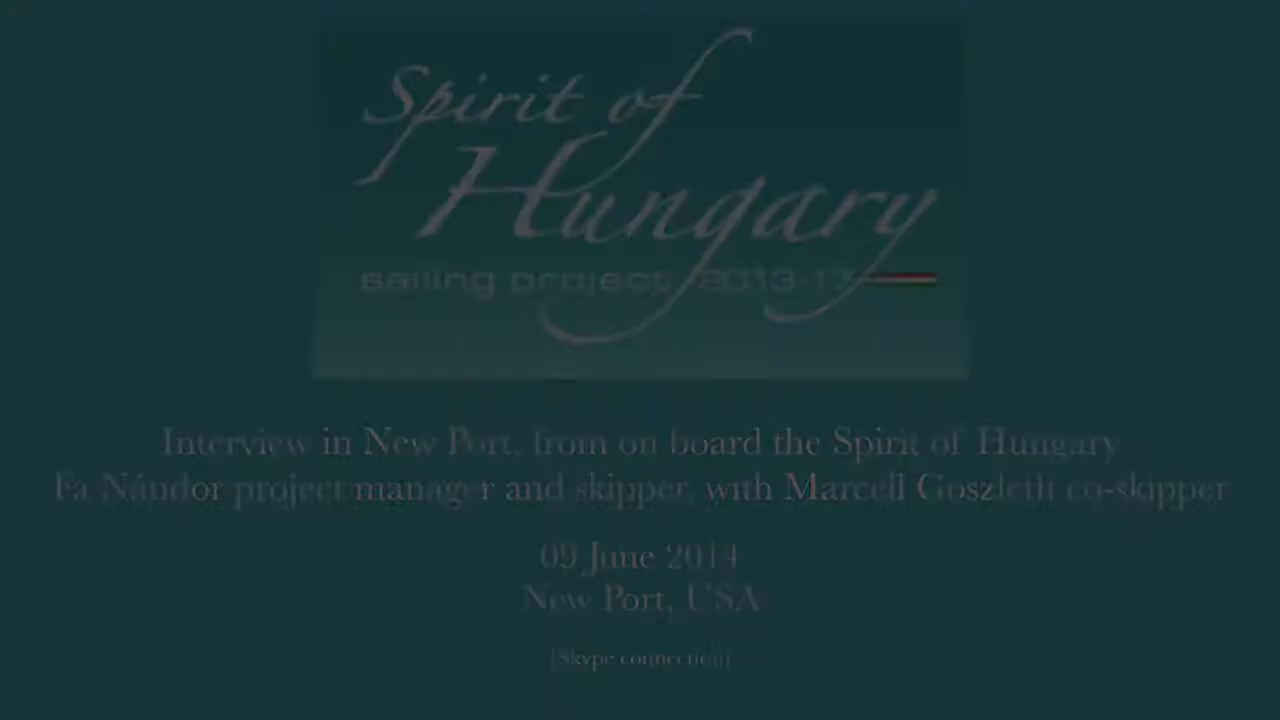 Spirit of
Hungary
sailing project 2013-17
Interview in New Port, from on board the Spirit of Hungary
Fa Nándor project manager and skipper, with Marcell Goszleth co-skipper
09 June 2014
New Port, USA
[Skype connection]